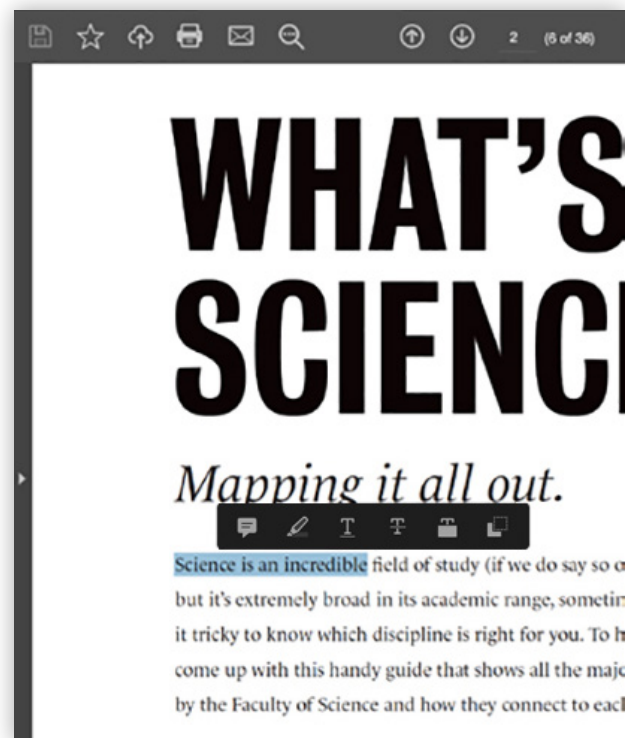 2 (6 of 36)
WHAT'S
SCIENC
Mapping it all out.
Science is an incredible field of study (if we do say so
but it's extremely broad in its academic range,
it tricky to know which discipline is right for you. To
come up with this handy guide that shows all the
by the Faculty of Science and how they connect to